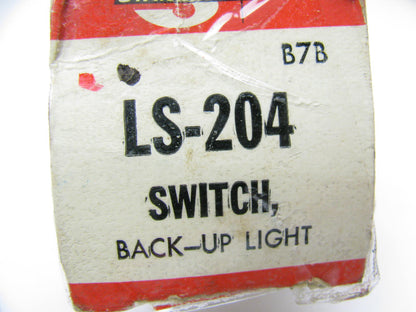 B7B
LS-204
SWITCH,
BACK-UP LIGHT